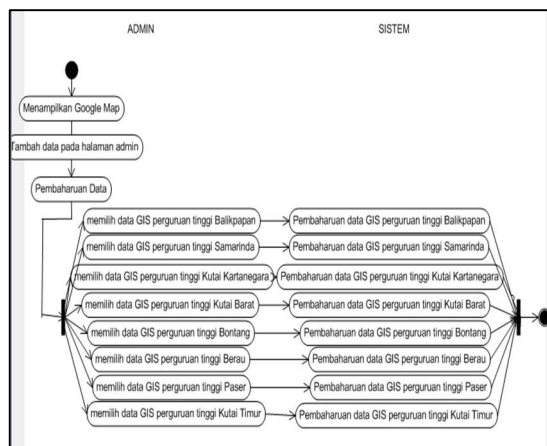 ADMIN SISTEM
Menampilkan Google Map
Tambah data pada halaman admin
Pembaharuan Data
memilih data GIS perguruan tinggi Balikpapan Pembaharuan data GIS perguruan tinggi Balikpapan
memilih data GIS perguruan tinggi Samarinda Pembaharuan data GIS perguruan tinggi Samarinda
memilih data GIS perguruan tinggi Kutai Kartanegara Pembaharuan data GIS perguruan tinggi Kutai Kartanegara
memilih data GIS perguruan tinggi Kutai Barat Pembaharuan data GIS perguruan tinggi Kutai Barat
memilih data GIS perguruan tinggi Bontang Pembaharuan data GIS perguruan tinggi Bontang
memilih data GIS perguruan tinggi Berau Pembaharuan data GIS perguruan tinggi Berau
memilih data GIS perguruan tinggi Paser Pembaharuan data GIS perguruan tinggi Paser
memilih data GIS perguruan tinggi Kutai Timur Pembaharuan data GIS perguruan tinggi Kutai Timur